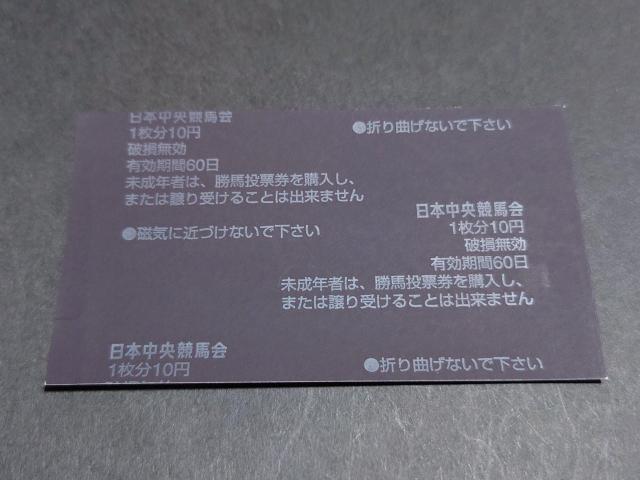 日本中央競馬会
1枚分10円
破損無効
有効期間60日
未成年者は、勝馬投票券を購入し、
または譲り受けることは出来ません
●折り曲げないで下さい
●磁気に近づけないで下さい
日本中央競馬会
1枚分10円
破損無効
有効期間60日
未成年者は、勝馬投票券を購入し、
または譲り受けることは出来ません
日本中央競馬会
1枚分10円
●折り曲げないで下さい